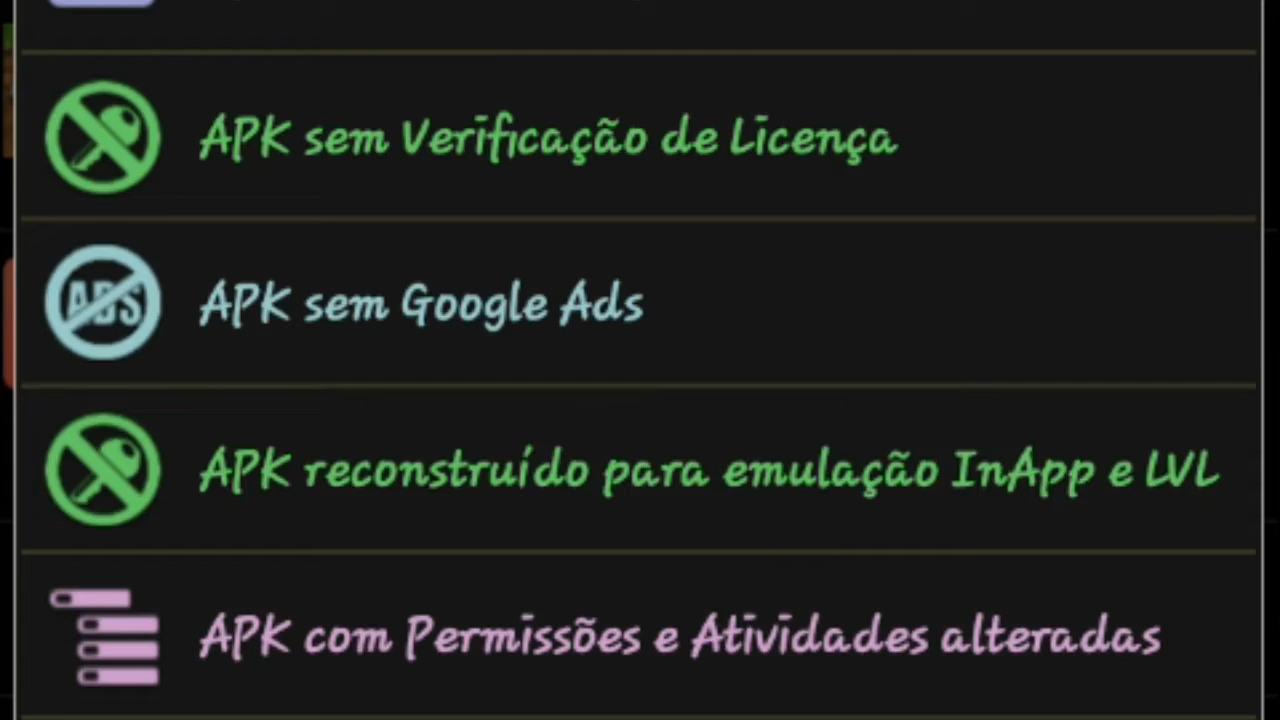 APK sem Verificação de Licença
ADS
APK sem Google Ads
APK reconstruído para emulação InApp e LVL
APK com Permissões e Atividades alteradas